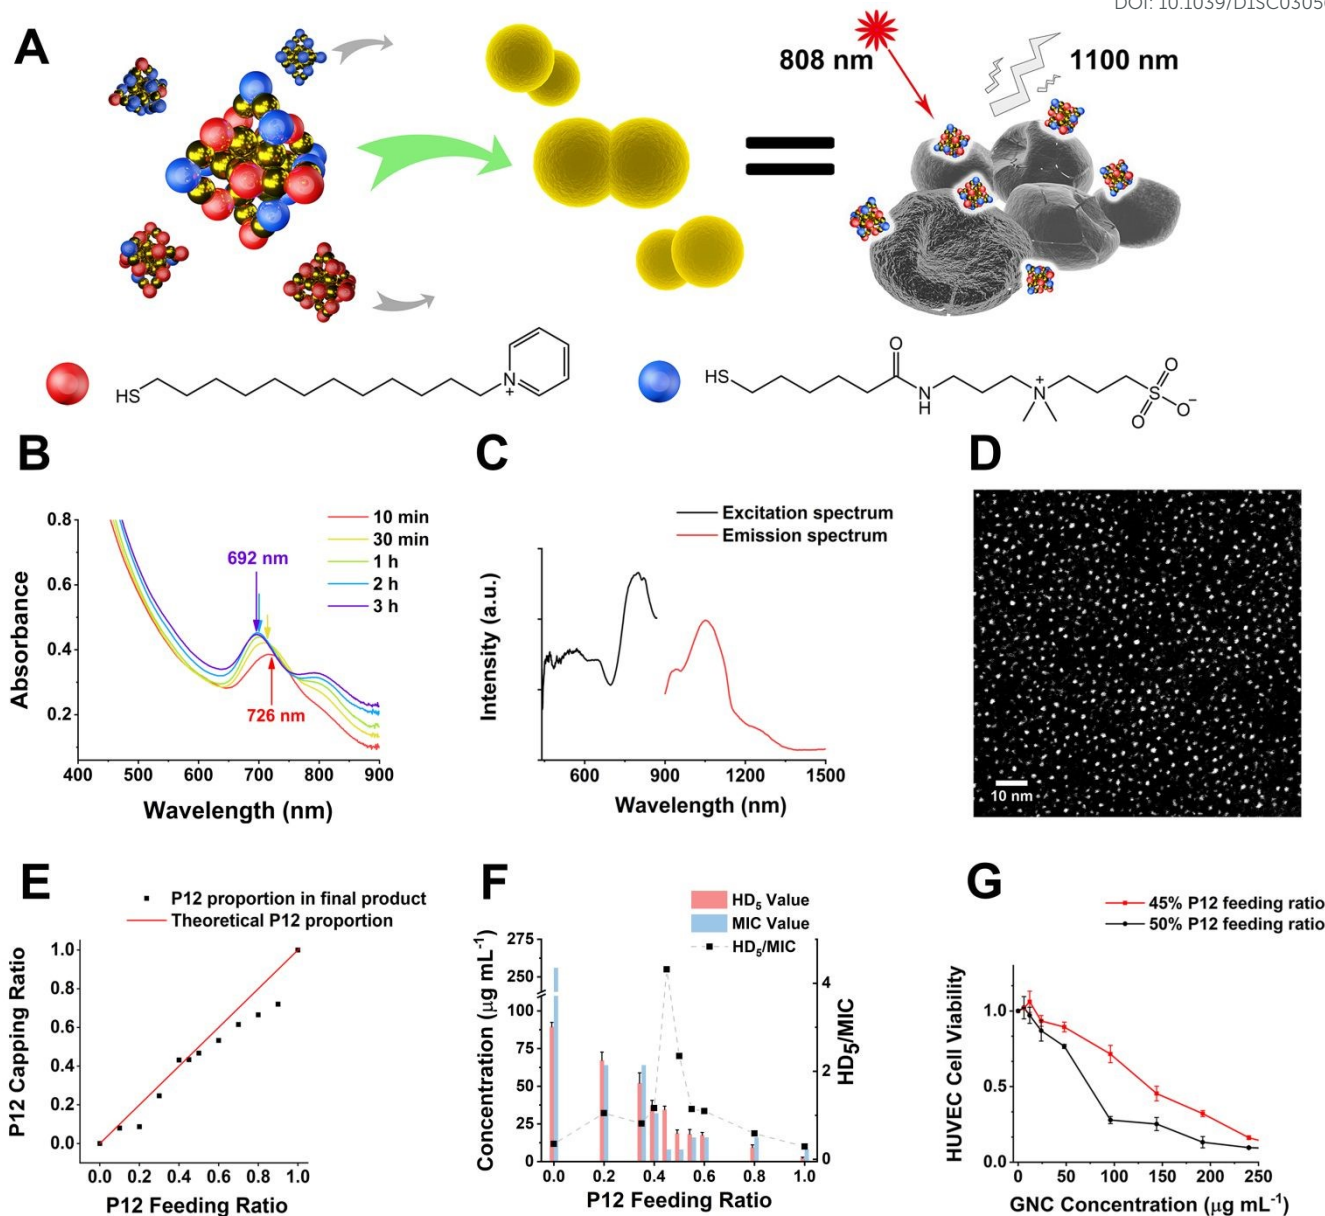 DOI: 10.1039/D1SC0305
A
808 nm
1100 nm
HS
N
+
HS
O
N
H
N
+
O
S
O
O
−
B
C
D
0.8
0.6
0.4
0.2
Absorbance
10 min
30 min
1 h
2 h
3 h
692 nm
726 nm
400 500 600 700 800 900
Wavelength (nm)
Intensity (a.u.)
Excitation spectrum
Emission spectrum
600 900 1200 1500
Wavelength (nm)
10 nm
E
F
G
P12 proportion in final product
Theoretical P12 proportion
P12 Capping Ratio
1.0
0.8
0.6
0.4
0.2
0.0
0.0 0.2 0.4 0.6 0.8 1.0
P12 Feeding Ratio
HD5 Value
MIC Value
HD5/MIC
Concentration (µg mL-1)
275
250
100
75
50
25
0
4
2
0
HD5/MIC
0.0 0.2 0.4 0.6 0.8 1.0
P12 Feeding Ratio
45% P12 feeding ratio
50% P12 feeding ratio
HUVEC Cell Viability
1.0
0.5
0.0
0 50 100 150 200 250
GNC Concentration (µg mL-1)